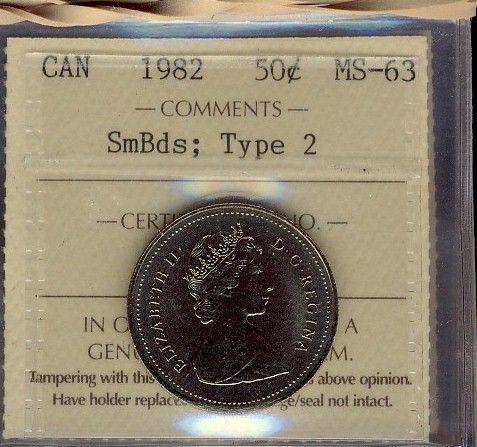 CAN 1982 50¢ MS-63
— COMMENTS —
SmBds; Type 2
— CERTI NO. —
ELIZABETH II D·G·REGINA
IN O A
GENU M.
Tampering with this s above opinion.
Have holder replace ge/seal not intact.